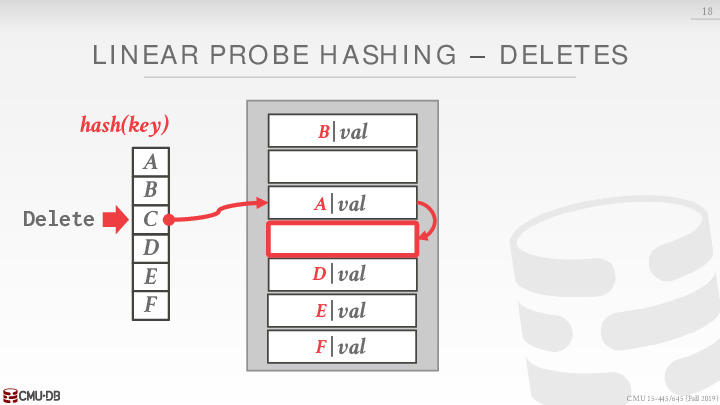 18
LINEAR PROBE HASHING – DELETES
hash(key)
A
B
Delete C
D
E
F
B|val
A|val
D|val
E|val
F|val
CMU·DB
CMU 15-445/645 (Fall 2019)